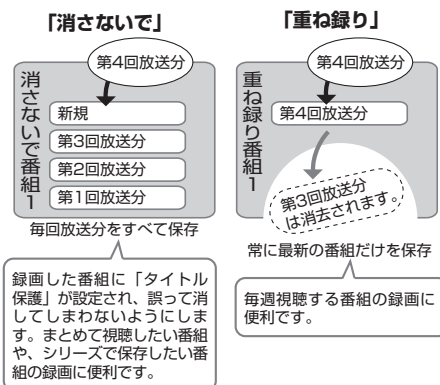 「消さないで」
第4回放送分
消さないで番組1
新規
第3回放送分
第2回放送分
第1回放送分
毎回放送分をすべて保存
録画した番組に「タイトル
保護」が設定され、誤って消
してしまわないようにしま
す。まとめて視聴したい番組
や、シリーズで保存したい番
組の録画に便利です。
「重ね録り」
第4回放送分
重ね録り番組1
第4回放送分
第3回放送分
は消去されます。
常に最新の番組だけを保存
毎週視聴する番組の録画に
便利です。